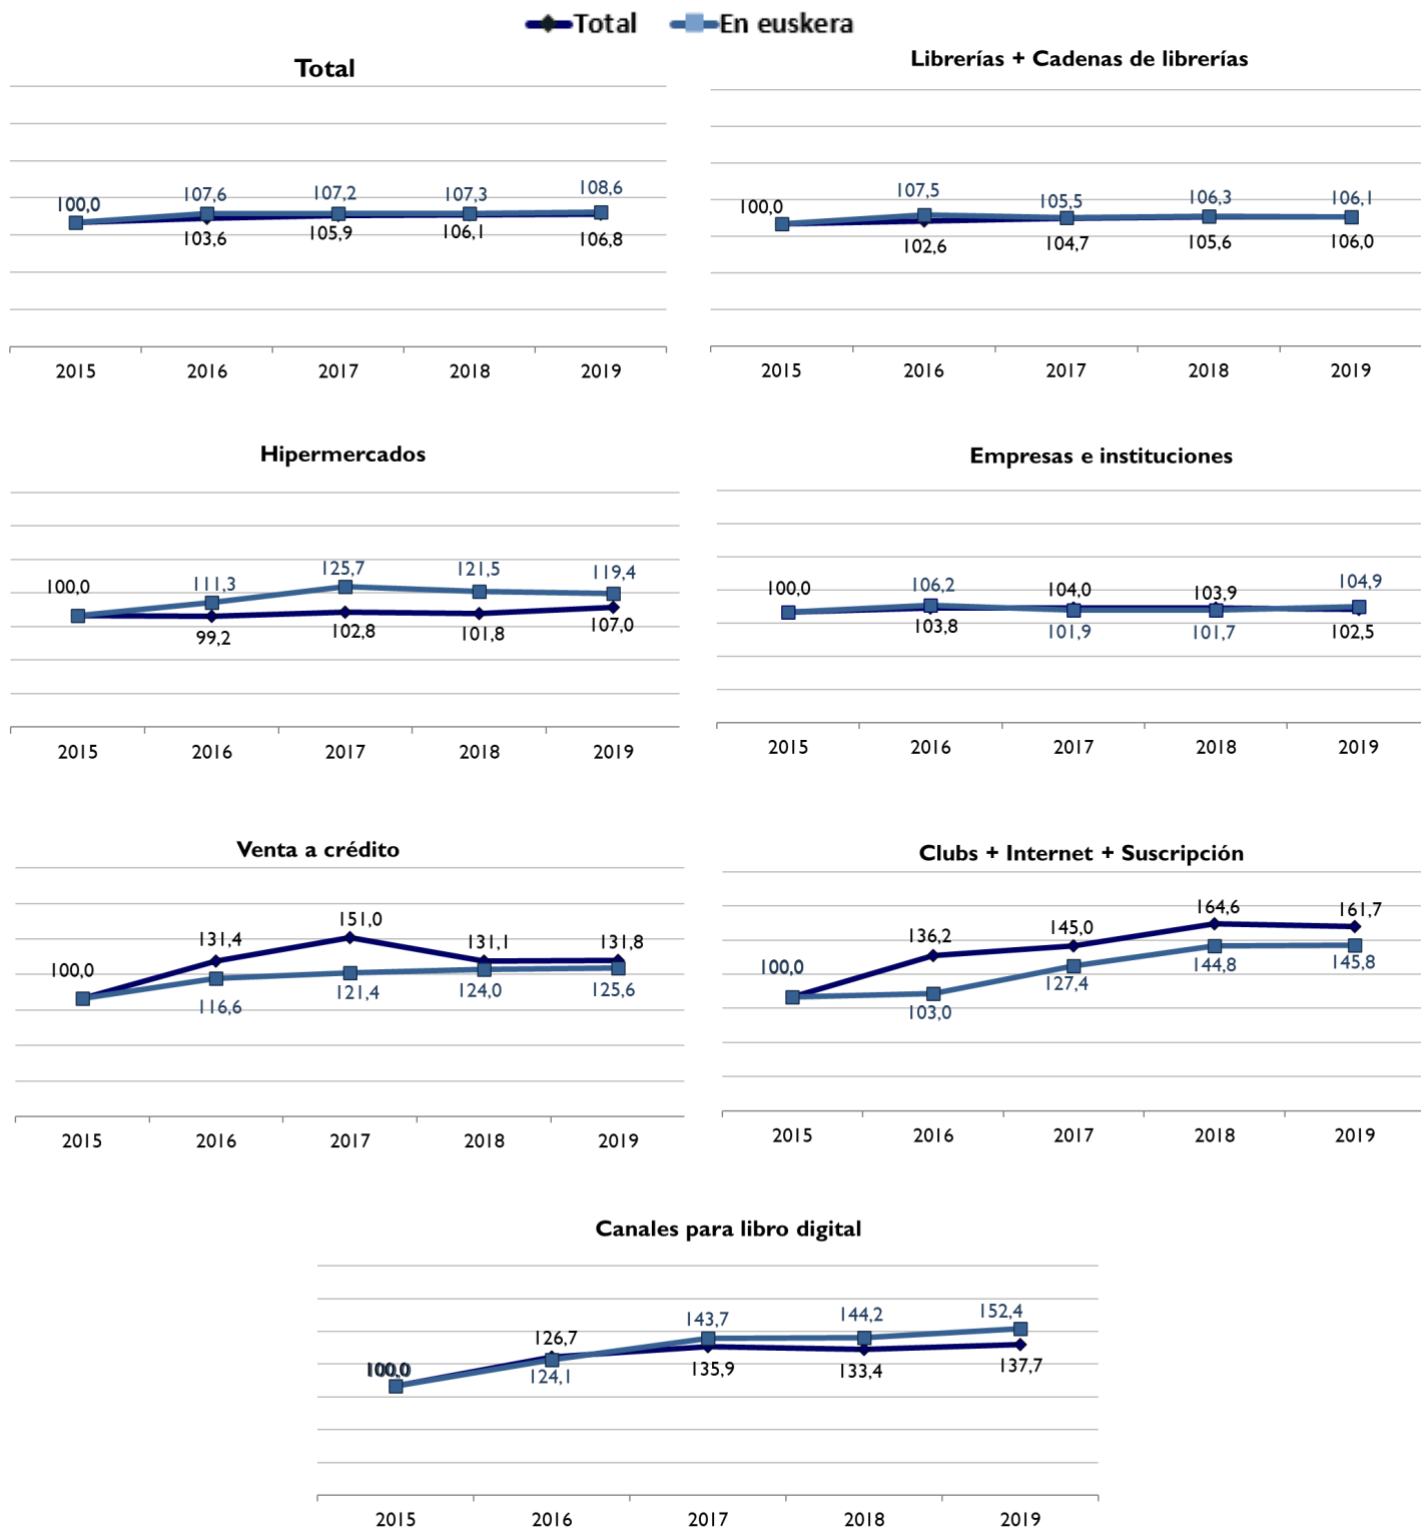 Total En euskera
Total
100,0 107,6 107,2 107,3 108,6
103,6 105,9 106,1 106,8
2015 2016 2017 2018 2019
Librerías + Cadenas de librerías
100,0 107,5 105,5 106,3 106,1
102,6 104,7 105,6 106,0
2015 2016 2017 2018 2019
Hipermercados
100,0 111,3 125,7 121,5 119,4
99,2 102,8 101,8 107,0
2015 2016 2017 2018 2019
Empresas e instituciones
100,0 106,2 104,0 103,9 104,9
103,8 101,9 101,7 102,5
2015 2016 2017 2018 2019
Venta a crédito
100,0 131,4 151,0 131,1 131,8
116,6 121,4 124,0 125,6
2015 2016 2017 2018 2019
Clubs + Internet + Suscripción
100,0 136,2 145,0 164,6 161,7
103,0 127,4 144,8 145,8
2015 2016 2017 2018 2019
Canales para libro digital
100,0 126,7 143,7 144,2 152,4
124,1 135,9 133,4 137,7
2015 2016 2017 2018 2019